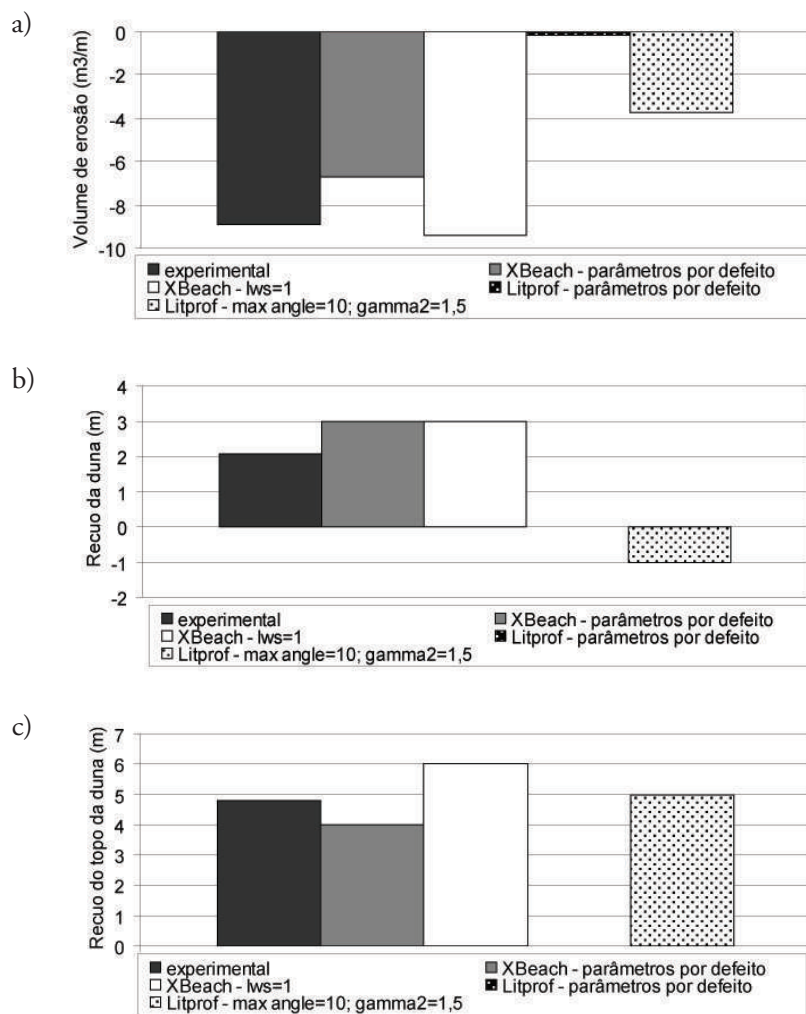 a)
Volume de erosão (m3/m)
0
-2
-4
-6
-8
-10
experimental
XBeach - parâmetros por defeito
XBeach - lws=1
Litprof - parâmetros por defeito
Litprof - max angle=10; gamma2=1,5
b)
Recuo da duna (m)
4
3
2
1
0
-1
-2
experimental
XBeach - parâmetros por defeito
XBeach - lws=1
Litprof - parâmetros por defeito
Litprof - max angle=10; gamma2=1,5
c)
Recuo do topo da duna (m)
7
6
5
4
3
2
1
0
experimental
XBeach - parâmetros por defeito
XBeach - lws=1
Litprof - parâmetros por defeito
Litprof - max angle=10; gamma2=1,5